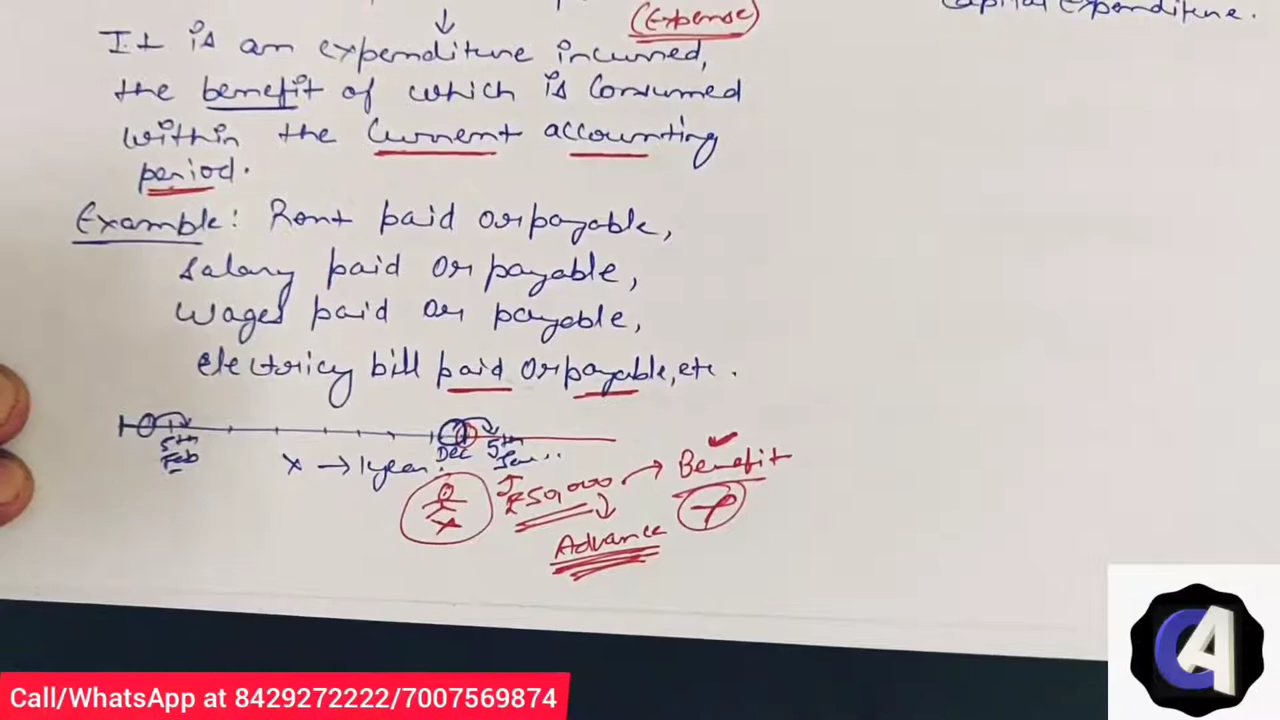 Capital Expenditure.
(Expense)
It is an expenditure incurred,
the benefit of which is Consumed
within the Current accounting
period.
Example: Rent paid or payable,
Salary paid or payable,
wages paid or payable,
electricy bill paid or payable, etc.
5th
Feb
Dec
5th
Jan..
x → 1 year.
₹50,000 → Benefit
Advance
CA
Call/WhatsApp at 8429272222/7007569874